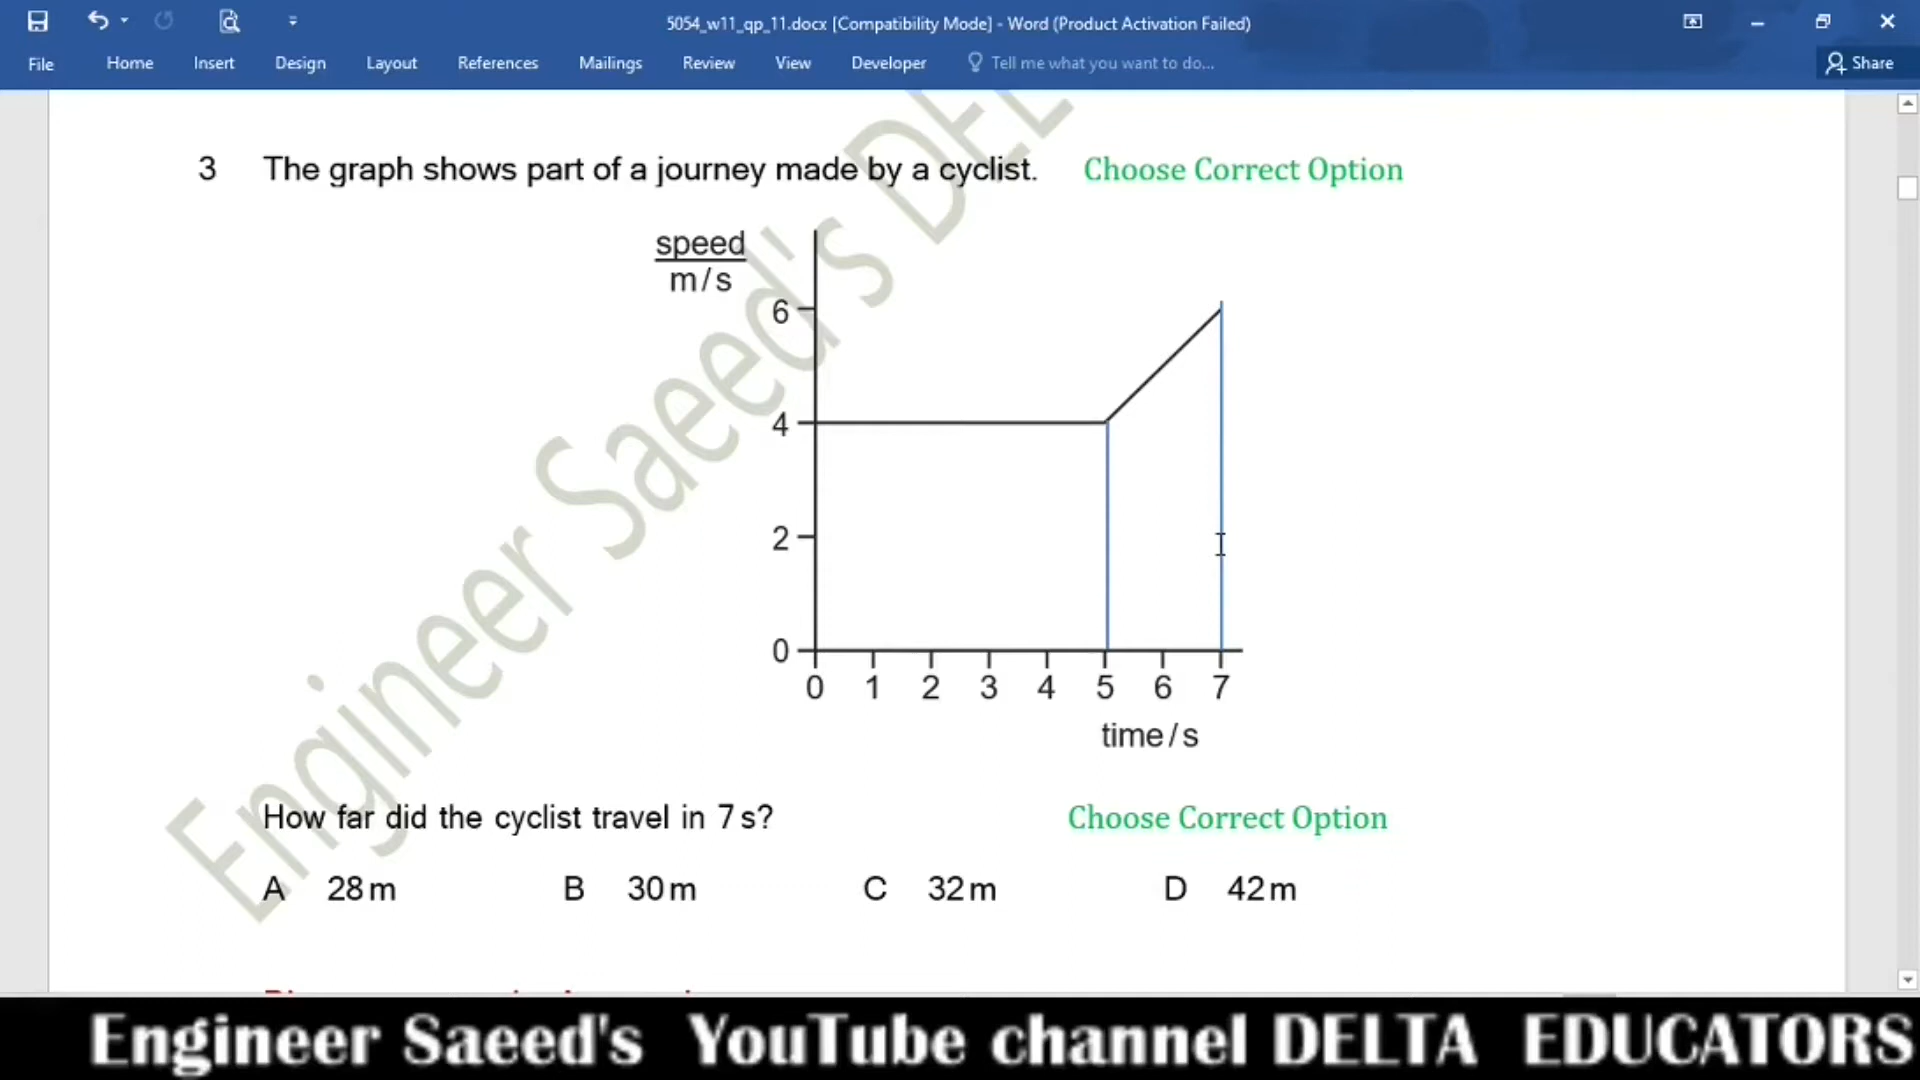 5054_w11_qp_11.docx [Compatibility Mode] - Word (Product Activation Failed)
File Home Insert Design Layout References Mailings Review View Developer Tell me what you want to do... Share
3 The graph shows part of a journey made by a cyclist. Choose Correct Option
speed
m/s
6
4
2
0
0 1 2 3 4 5 6 7
time/s
How far did the cyclist travel in 7 s? Choose Correct Option
A 28 m B 30 m C 32 m D 42 m
Engineer Saeed's DEL
Engineer Saeed's YouTube channel DELTA EDUCATORS